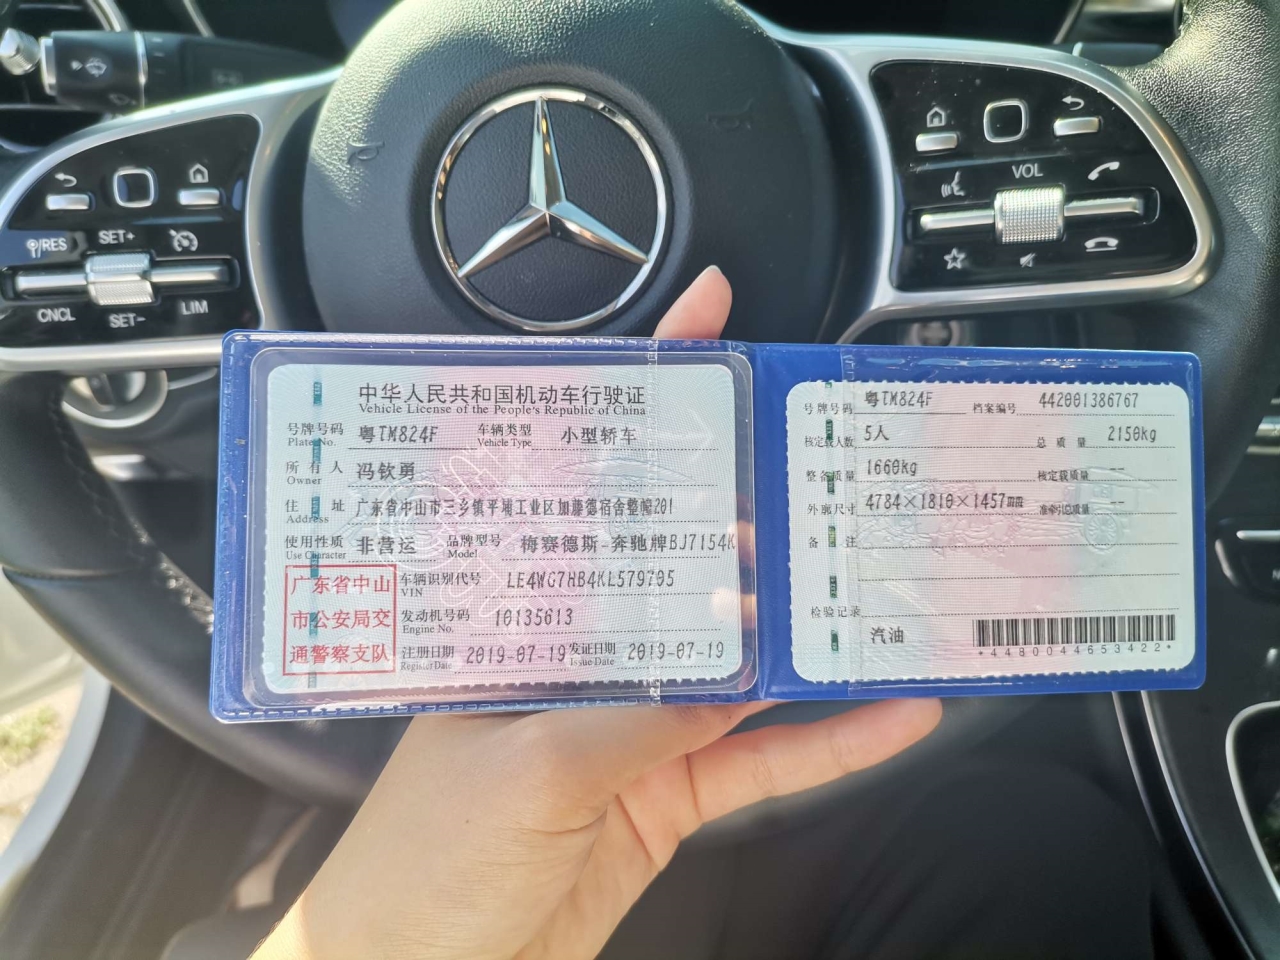 SET+
/RES
CNCL
SET-
LIM
VOL
中华人民共和国机动车行驶证
Vehicle License of the People's Republic of China
号牌号码 粤TM824F 车辆类型 小型轿车
Plate No. Vehicle Type
所有人 冯钦勇
Owner
住址 广东省中山市三乡镇平埔工业区加藤德宿舍整幢201
Address
使用性质 非营运 品牌型号 梅赛德斯-奔驰牌BJ7154K
Use Character Model
车辆识别代号 LE4WG7HB4KL579795
VIN
发动机号码 10135613
Engine No.
注册日期 2019-07-19 发证日期 2019-07-19
Register Date Issue Date
广东省中山
市公安局交
通警察支队
号牌号码 粤TM824F 档案编号 442001386767
核定载人数 5人 总质量 2150kg
整备质量 1660kg 核定载质量 --
外廓尺寸 4784×1810×1457mm 准牵引总质量 --
备注
检验记录
汽油
*4480044653422*